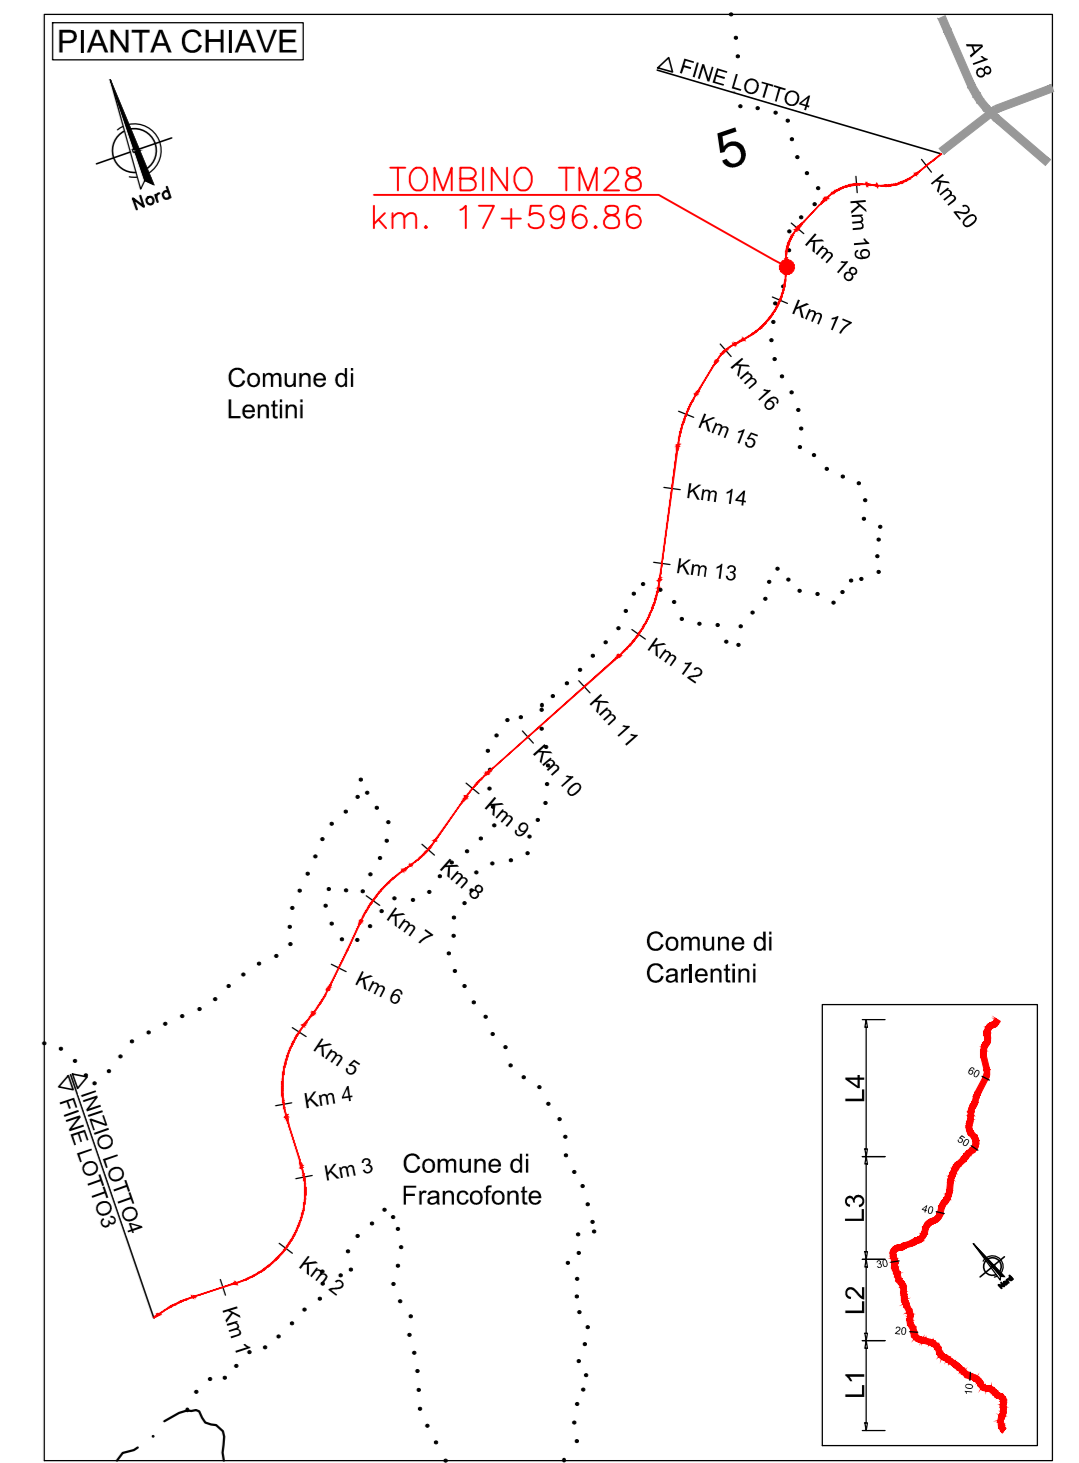 PIANTA CHIAVE
Nord
A18
FINE LOTTO4
5
TOMBINO TM28
km. 17+596.86
Km 20
Km 19
Km 18
Km 17
Km 16
Km 15
Km 14
Km 13
Km 12
Km 11
Km 10
Km 9
Km 8
Km 7
Km 6
Km 5
Km 4
Km 3
Km 2
Km 1
Comune di
Lentini
Comune di
Carlentini
Comune di
Francofonte
INIZIO LOTTO4
FINE LOTTO3
L4
L3
L2
L1
60
50
40
30
20
10